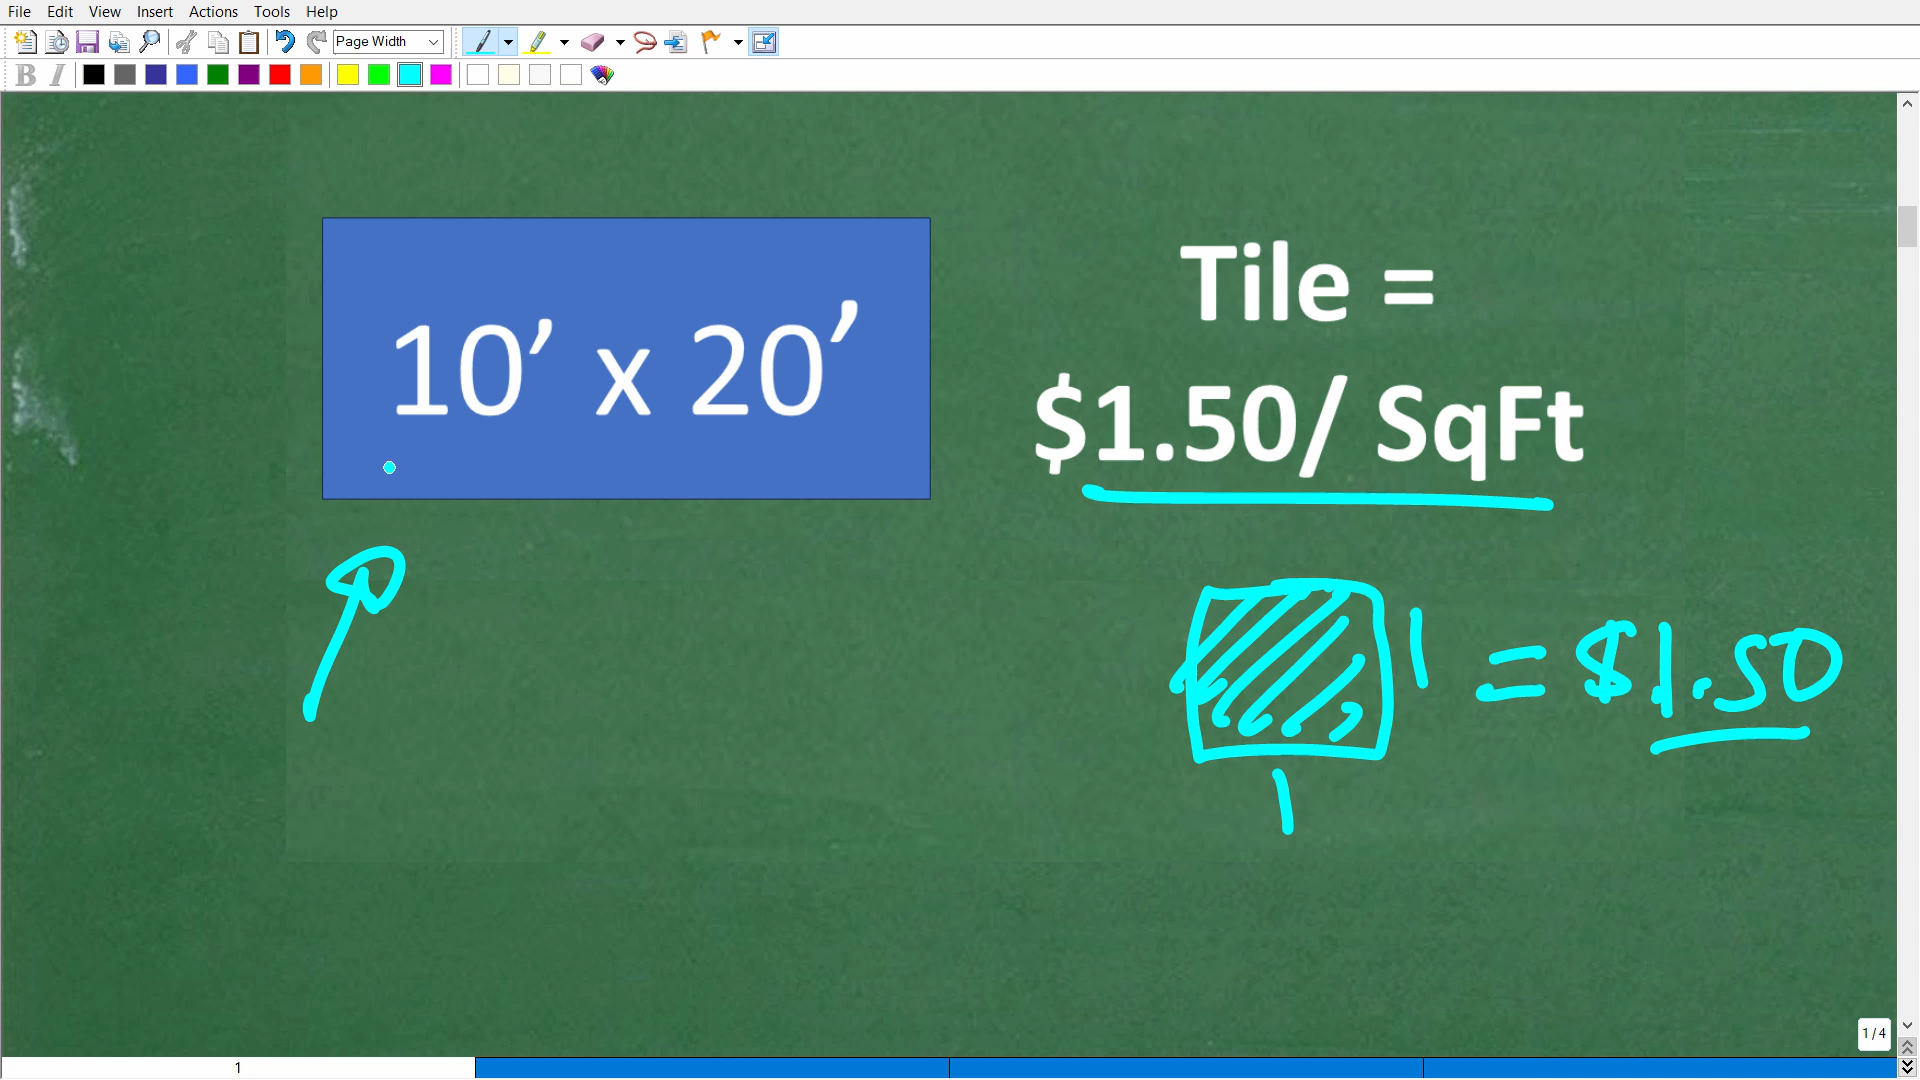 File Edit View Insert Actions Tools Help
Page Width
B I
10’ x 20’
Tile =
$1.50/ SqFt
1 = $1.50
1
1 / 4
1